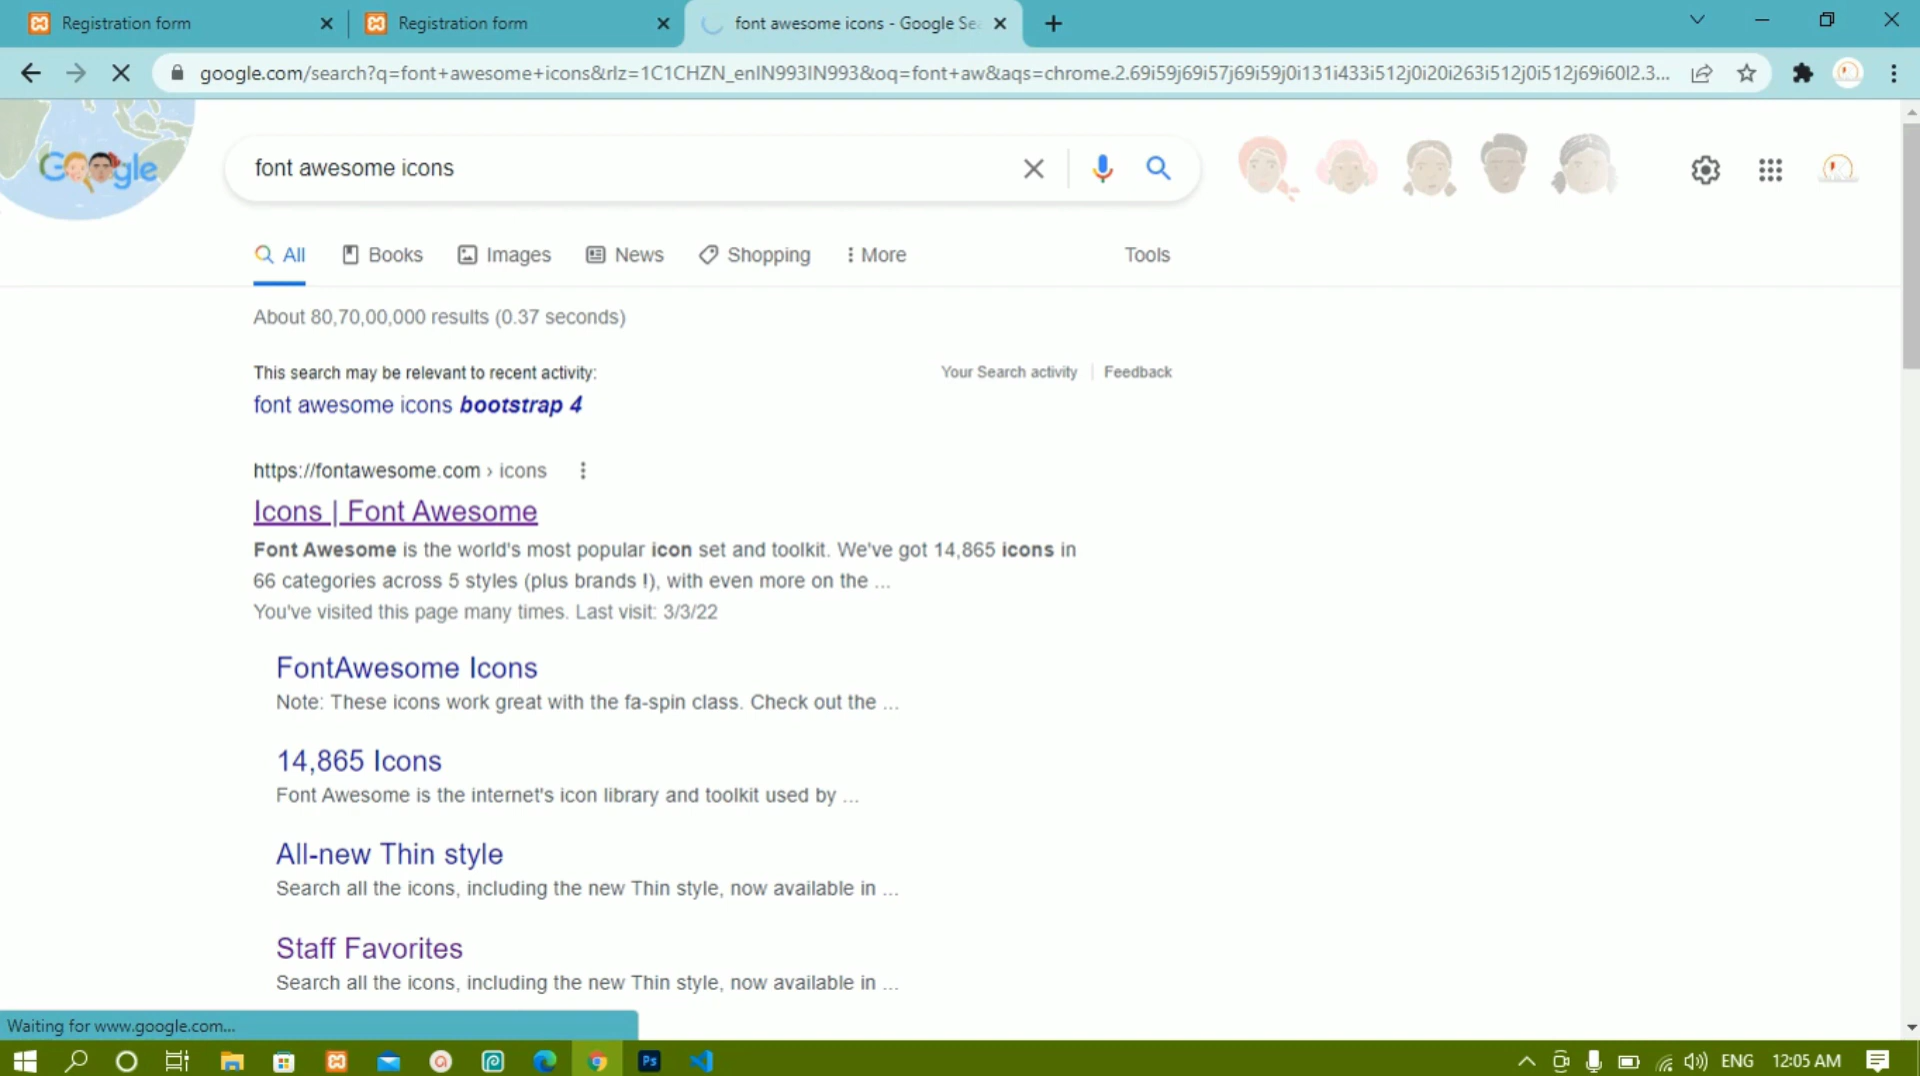 Registration form
Registration form
font awesome icons - Google Se
google.com/search?q=font+awesome+icons&rlz=1C1CHZN_enIN993IN993&oq=font+aw&aqs=chrome.2.69i59j69i57j69i59j0i131i433i512j0i20i263i512j0i512j69i60l2.3...
Google
font awesome icons
All
Books
Images
News
Shopping
More
Tools
About 80,70,00,000 results (0.37 seconds)
This search may be relevant to recent activity:
Your Search activity
Feedback
font awesome icons bootstrap 4
https://fontawesome.com › icons
Icons | Font Awesome
Font Awesome is the world's most popular icon set and toolkit. We've got 14,865 icons in
66 categories across 5 styles (plus brands !), with even more on the ...
You've visited this page many times. Last visit: 3/3/22
FontAwesome Icons
Note: These icons work great with the fa-spin class. Check out the ...
14,865 Icons
Font Awesome is the internet's icon library and toolkit used by ...
All-new Thin style
Search all the icons, including the new Thin style, now available in ...
Staff Favorites
Search all the icons, including the new Thin style, now available in ...
Waiting for www.google.com...
Ps
ENG
12:05 AM